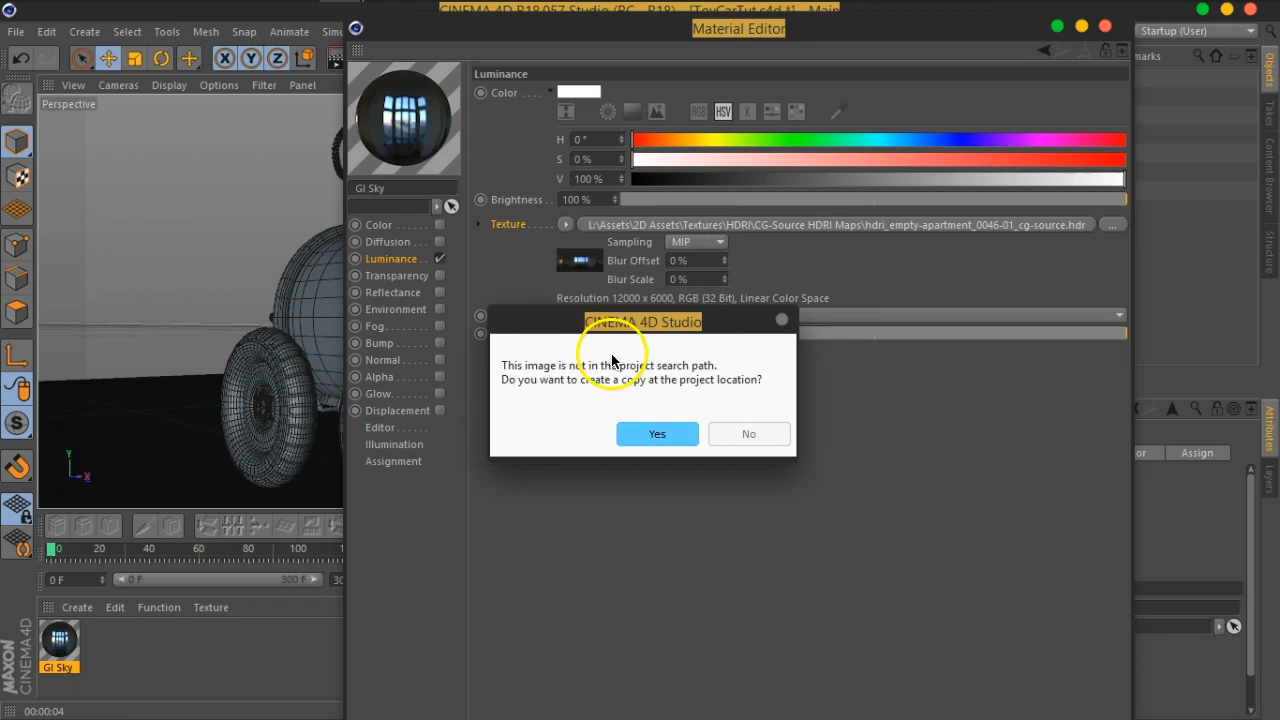 CINEMA 4D R19.057 Studio (RC - R19) - [ToyCarTut.c4d *] - Main
Material Editor
File Edit Create Select Tools Mesh Snap Animate
Startup (User)
View Cameras Display Options Filter Panel
Perspective
marks
Luminance
Color
RGB HSV K
H 0 °
S 0 %
V 100 %
GI Sky
Brightness 100 %
Texture L:\Assets\2D Assets\Textures\HDRI\CG-Source HDRI Maps\hdri_empty-apartment_0046-01_cg-source.hdr ...
Sampling MIP
Blur Offset 0 %
Blur Scale 0 %
Resolution 12000 x 6000, RGB (32 Bit), Linear Color Space
Color
Diffusion
Luminance
Transparency
Reflectance
Environment
Fog
Bump
Normal
Alpha
Glow
Displacement
Editor
Illumination
Assignment
CINEMA 4D Studio
This image is not in the project search path.
Do you want to create a copy at the project location?
Yes No
Objects
Takes
Content Browser
Structure
Attributes
Layers
or Assign
X Y Z
Y
X
0 20 40 60 80 100
0 F 0 F 300 F 30
Create Edit Function Texture
GI Sky
MAXON
CINEMA 4D
00:00:04